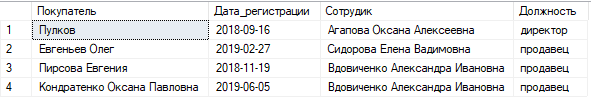 Покупатель Дата_регистрации Сотрудик Должность
1 Пулков 2018-09-16 Агапова Оксана Алексеевна директор
2 Евгеньев Олег 2019-02-27 Сидорова Елена Вадимовна продавец
3 Пирсова Евгения 2018-11-19 Вдовиченко Александра Ивановна продавец
4 Кондратенко Оксана Павловна 2019-06-05 Вдовиченко Александра Ивановна продавец